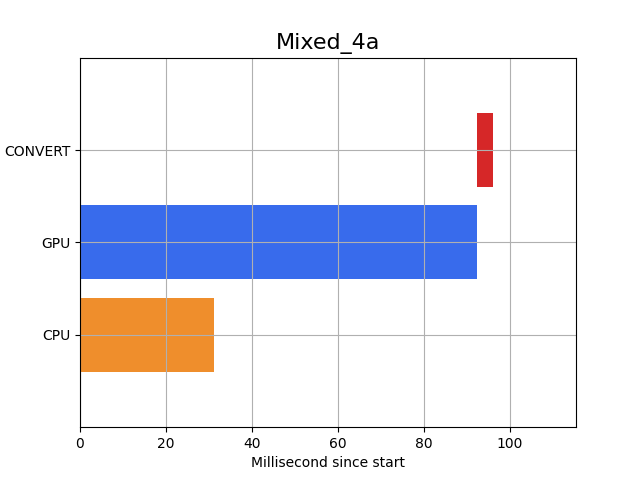 Mixed_4a
CONVERT
GPU
CPU
0 20 40 60 80 100
Millisecond since start